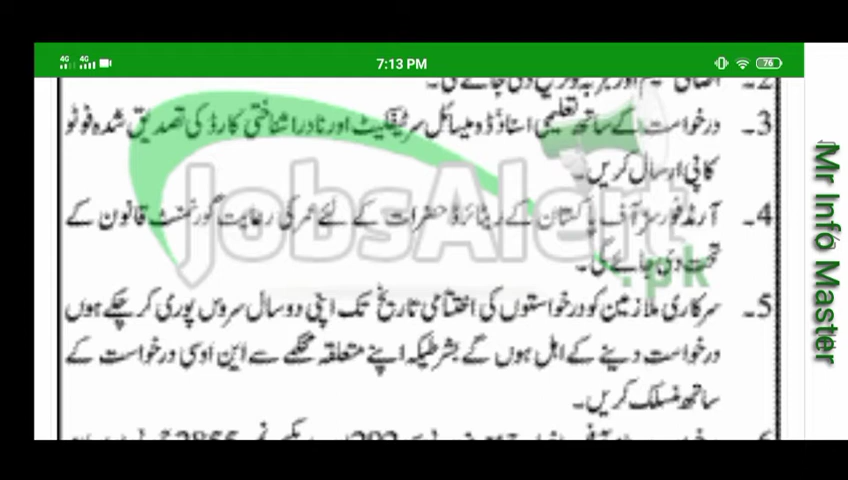 4G 4G 7:13 PM 76
3۔ درخواست کے ساتھ تعلیمی اسناد ڈومیسائل سرٹیفکیٹ اور نادرا شناختی کارڈ کی تصدیق شدہ فوٹو
کاپی ارسال کریں۔
4۔ آرمڈ فورسز آف پاکستان کے ریٹائرڈ حضرات کے لئے عمر کی رعایت گورنمنٹ قانون کے
تحت دی جائے گی۔
5۔ سرکاری ملازمین کو درخواستوں کی اختتامی تاریخ تک اپنی دو سال سروس پوری کر چکے ہوں
درخواست دینے کے اہل ہوں گے بشرطیکہ اپنے متعلقہ محکمے سے این او سی درخواست کے
ساتھ منسلک کریں۔
JobsAlert
.pk
Mr Info Master